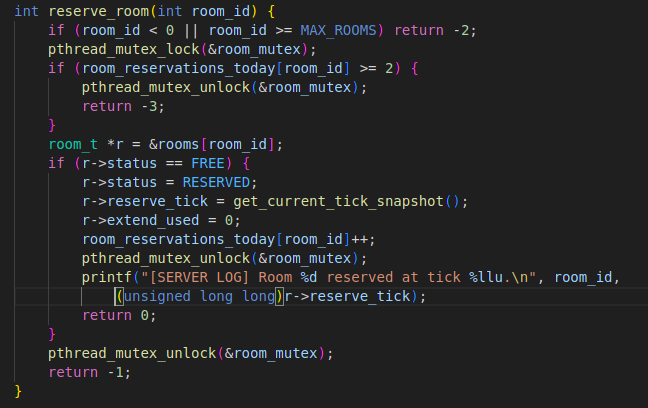 int reserve_room(int room_id) {
    if (room_id < 0 || room_id >= MAX_ROOMS) return -2;
    pthread_mutex_lock(&room_mutex);
    if (room_reservations_today[room_id] >= 2) {
        pthread_mutex_unlock(&room_mutex);
        return -3;
    }
    room_t *r = &rooms[room_id];
    if (r->status == FREE) {
        r->status = RESERVED;
        r->reserve_tick = get_current_tick_snapshot();
        r->extend_used = 0;
        room_reservations_today[room_id]++;
        pthread_mutex_unlock(&room_mutex);
        printf("[SERVER LOG] Room %d reserved at tick %llu.\n", room_id,
            (unsigned long long)r->reserve_tick);
        return 0;
    }
    pthread_mutex_unlock(&room_mutex);
    return -1;
}